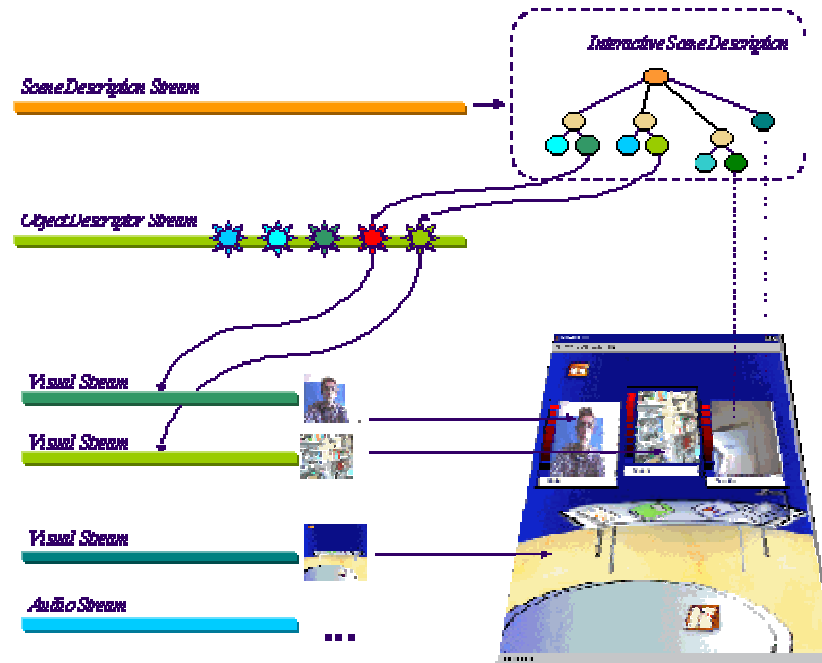 Interactive Scene Description
Scene Description Stream
Object Descriptor Stream
Visual Stream
Visual Stream
Visual Stream
Audio Stream
...